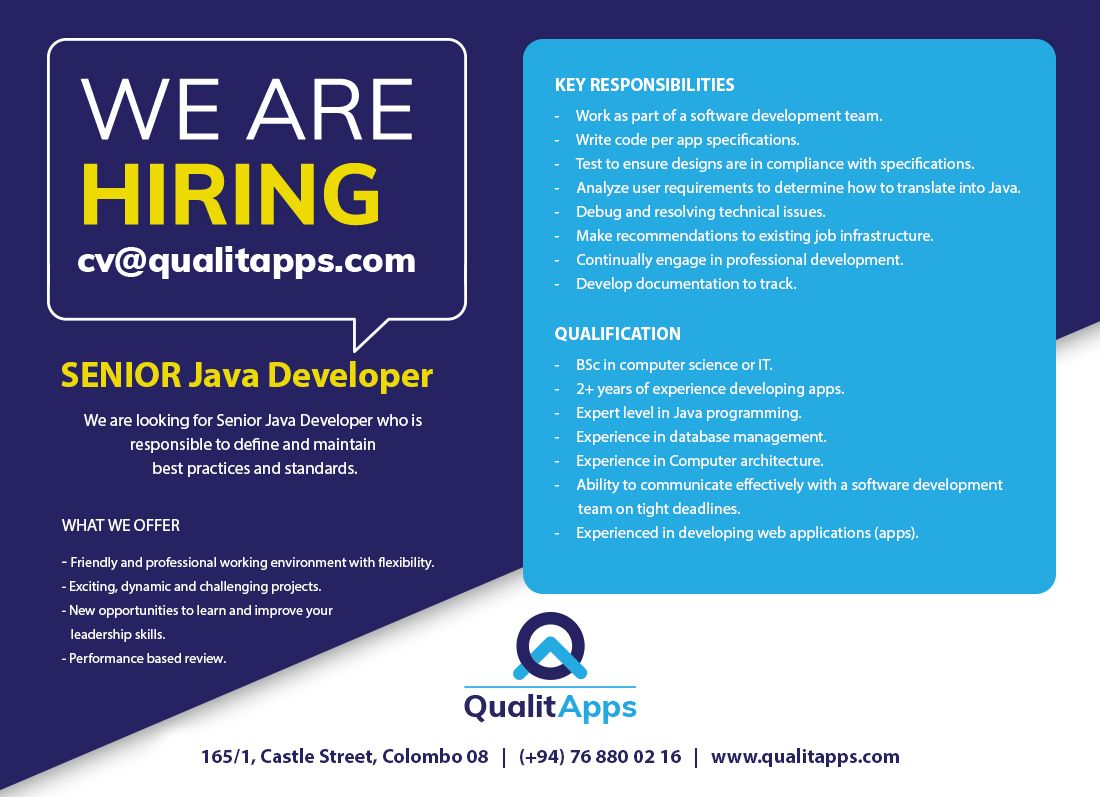 WE ARE
HIRING
cv@qualitapps.com
SENIOR Java Developer
We are looking for Senior Java Developer who is
responsible to define and maintain
best practices and standards.
WHAT WE OFFER
- Friendly and professional working environment with flexibility.
- Exciting, dynamic and challenging projects.
- New opportunities to learn and improve your
leadership skills.
- Performance based review.
KEY RESPONSIBILITIES
- Work as part of a software development team.
- Write code per app specifications.
- Test to ensure designs are in compliance with specifications.
- Analyze user requirements to determine how to translate into Java.
- Debug and resolving technical issues.
- Make recommendations to existing job infrastructure.
- Continually engage in professional development.
- Develop documentation to track.
QUALIFICATION
- BSc in computer science or IT.
- 2+ years of experience developing apps.
- Expert level in Java programming.
- Experience in database management.
- Experience in Computer architecture.
- Ability to communicate effectively with a software development
team on tight deadlines.
- Experienced in developing web applications (apps).
QualitApps
165/1, Castle Street, Colombo 08 | (+94) 76 880 02 16 | www.qualitapps.com